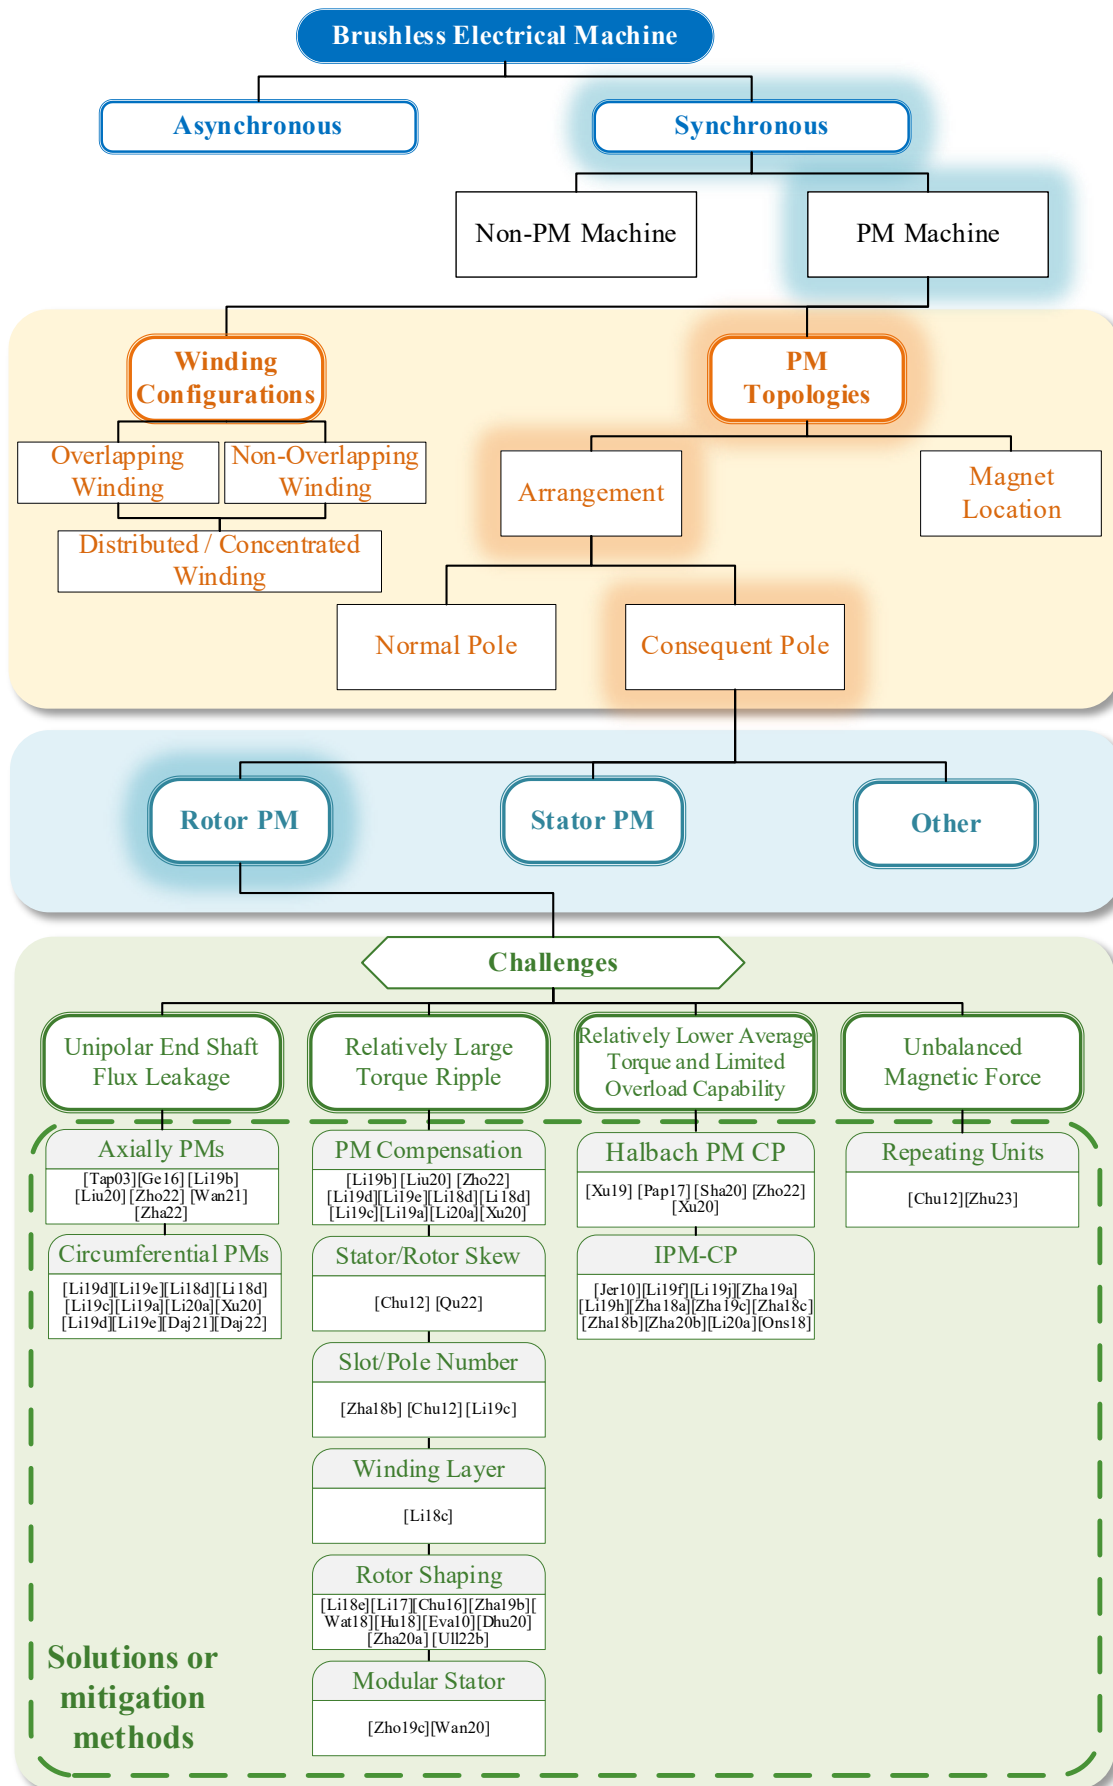 Brushless Electrical Machine
Asynchronous
Synchronous
Non-PM Machine
PM Machine
Winding
Configurations
PM
Topologies
Overlapping
Winding
Non-Overlapping
Winding
Distributed / Concentrated
Winding
Arrangement
Magnet
Location
Normal Pole
Consequent Pole
Rotor PM
Stator PM
Other
Challenges
Unipolar End Shaft
Flux Leakage
Relatively Large
Torque Ripple
Relatively Lower Average
Torque and Limited
Overload Capability
Unbalanced
Magnetic Force
Axially PMs
[Tap03][Ge16] [Li19b]
[Liu20] [Zho22] [Wan21]
[Zha22]
Circumferential PMs
[Li19d][Li19e][Li18d][Li18d]
[Li19c][Li19a][Li20a][Xu20]
[Li19d][Li19e][Daj21][Daj22]
PM Compensation
[Li19b] [Liu20] [Zho22]
[Li19d][Li19e][Li18d][Li18d]
[Li19c][Li19a][Li20a][Xu20]
Stator/Rotor Skew
[Chu12] [Qu22]
Slot/Pole Number
[Zha18b] [Chu12] [Li19c]
Winding Layer
[Li18c]
Rotor Shaping
[Li18e][Li17][Chu16][Zha19b][
Wat18][Hu18][Eva10][Dhu20]
[Zha20a] [Ull22b]
Modular Stator
[Zho19c][Wan20]
Halbach PM CP
[Xu19] [Pap17] [Sha20] [Zho22]
[Xu20]
IPM-CP
[Jer10][Li19f][Li19j][Zha19a]
[Li19h][Zha18a][Zha19c][Zha18c]
[Zha18b][Zha20b][Li20a][Ons18]
Repeating Units
[Chu12][Zhu23]
Solutions or
mitigation
methods